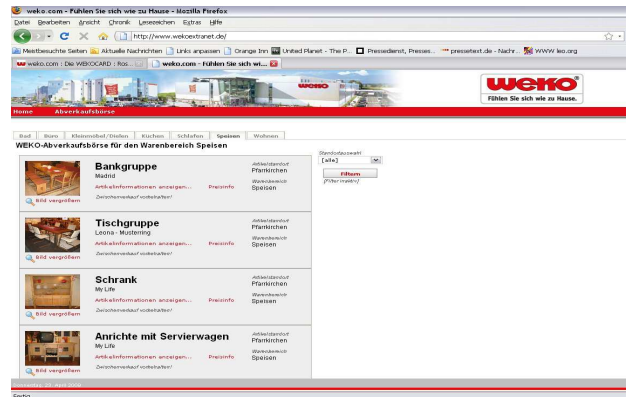 weko.com - Fühlen Sie sich wie zu Hause - Mozilla Firefox
Datei Bearbeiten Ansicht Chronik Lesezeichen Extras Hilfe
http://www.wekoextranet.de/
Meistbesuchte Seiten Aktuelle Nachrichten Links anpassen Orange Inn United Planet - The P... Pressedienst, Presses... pressetext.de - Nachr... WWW leo.org
weko.com : Die WEKOCARD : Ros... weko.com - Fühlen Sie sich wi...
weko
Fühlen Sie sich wie zu Hause.
Home Abverkaufsbörse
Bad Büro Kleinmöbel/Dielen Küchen Schlafen Speisen Wohnen
WEKO-Abverkaufsbörse für den Warenbereich Speisen
Standortauswahl
[alle]
Filtern
(Filter inaktiv)
Bankgruppe
Madrid
Artikelinformationen anzeigen... Preisinfo
Zwischenverkauf vorbehalten!
Bild vergrößern
Artikelstandort
Pfarrkirchen
Warenbereich
Speisen
Tischgruppe
Leona - Musterring
Artikelinformationen anzeigen... Preisinfo
Zwischenverkauf vorbehalten!
Bild vergrößern
Artikelstandort
Pfarrkirchen
Warenbereich
Speisen
Schrank
My Life
Artikelinformationen anzeigen... Preisinfo
Zwischenverkauf vorbehalten!
Bild vergrößern
Artikelstandort
Pfarrkirchen
Warenbereich
Speisen
Anrichte mit Servierwagen
My Life
Artikelinformationen anzeigen... Preisinfo
Zwischenverkauf vorbehalten!
Bild vergrößern
Artikelstandort
Pfarrkirchen
Warenbereich
Speisen
Fertig